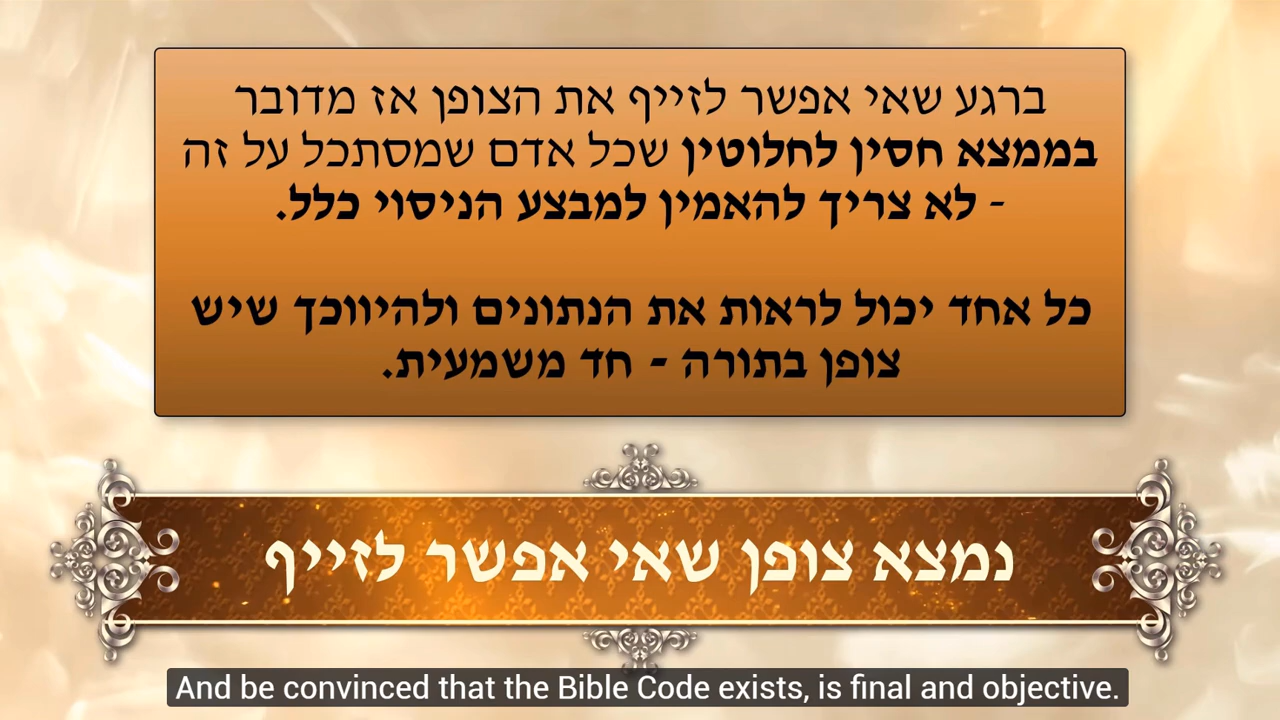 ברגע שאי אפשר לזייף את הצופן אז מדובר
בממצא חסין לחלוטין שכל אדם שמסתכל על זה
- לא צריך להאמין למבצע הניסוי כלל.
כל אחד יכול לראות את הנתונים ולהיווכך שיש
צופן בתורה - חד משמעית.
נמצא צופן שאי אפשר לזייף
And be convinced that the Bible Code exists, is final and objective.